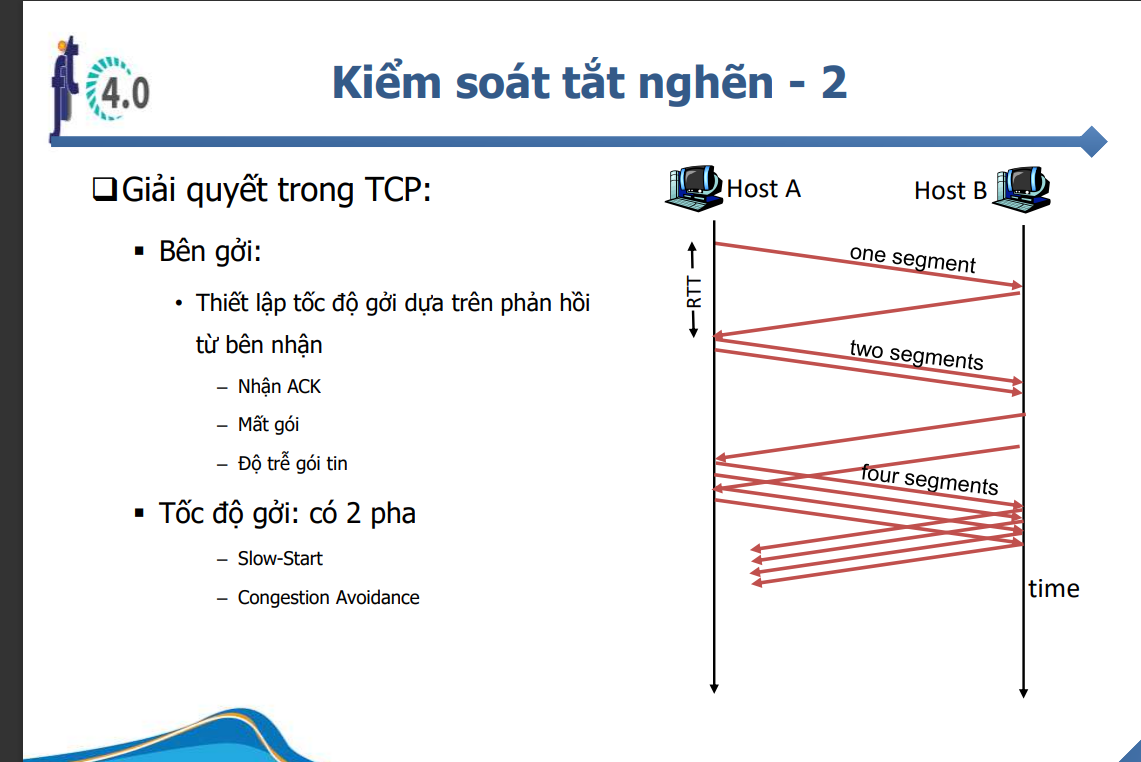 4.0
Kiểm soát tắt nghẽn - 2
❑Giải quyết trong TCP:
▪ Bên gởi:
• Thiết lập tốc độ gởi dựa trên phản hồi
từ bên nhận
– Nhận ACK
– Mất gói
– Độ trễ gói tin
▪ Tốc độ gởi: có 2 pha
– Slow-Start
– Congestion Avoidance
Host A
Host B
one segment
RTT
two segments
four segments
time